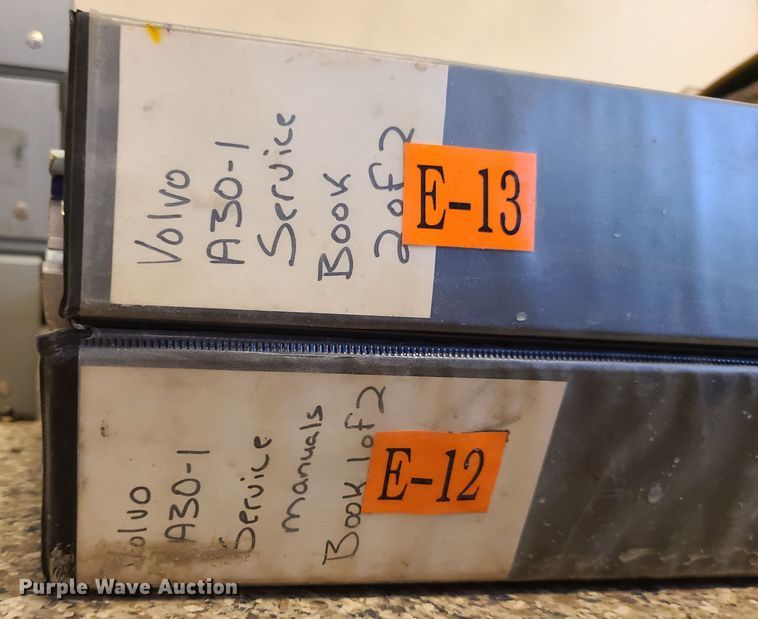 Volvo
A30-1
Service
Book
2 of 2
E-13
Volvo
A30-1
Service
manuals
Book 1 of 2
E-12
Purple Wave Auction